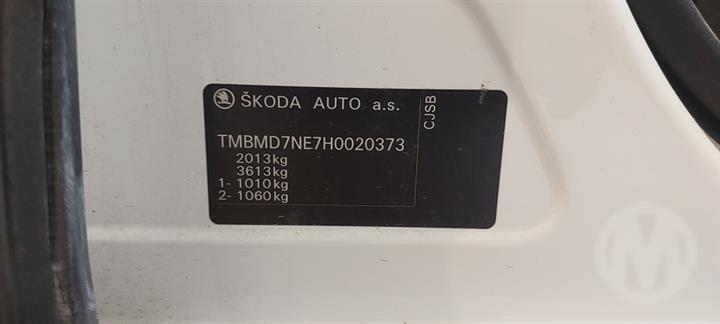 ŠKODA AUTO a.s.
CJSB
TMBMD7NE7H0020373
2013kg
3613kg
1- 1010kg
2- 1060kg
M